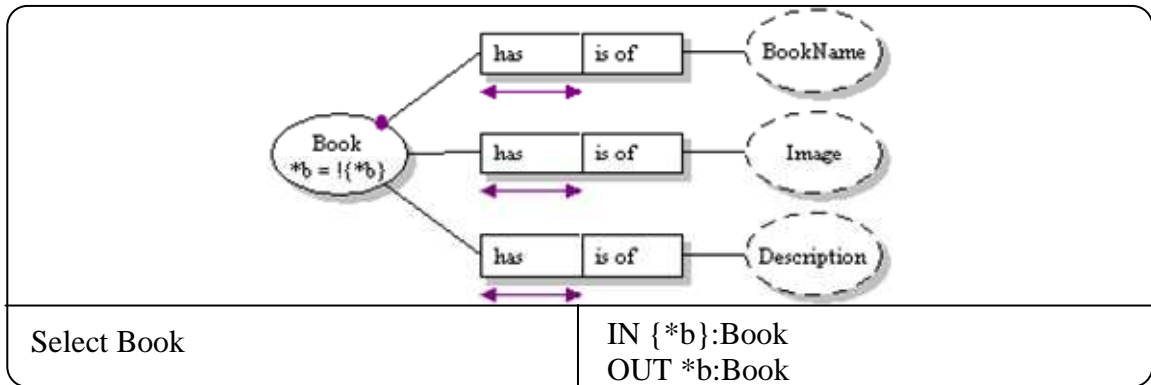 has is of BookName
Book
*b = !{*b}
has is of Image
has is of Description
Select Book
IN {*b}:Book
OUT *b:Book